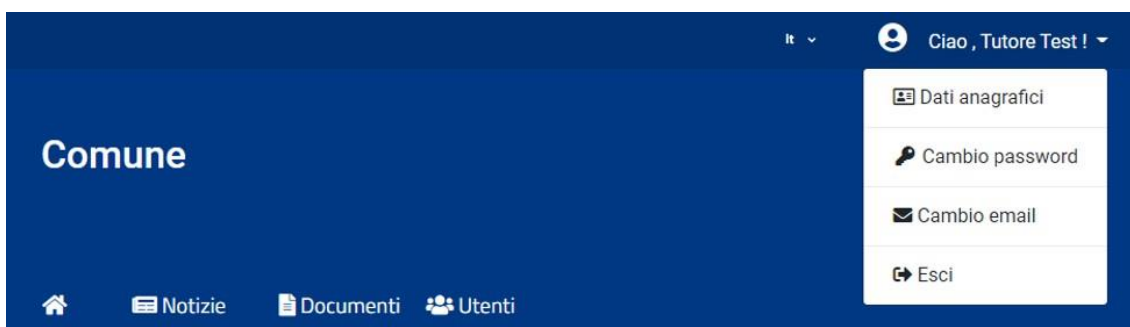 It
Ciao , Tutore Test !
Dati anagrafici
Comune
Cambio password
Cambio email
Esci
Notizie Documenti Utenti